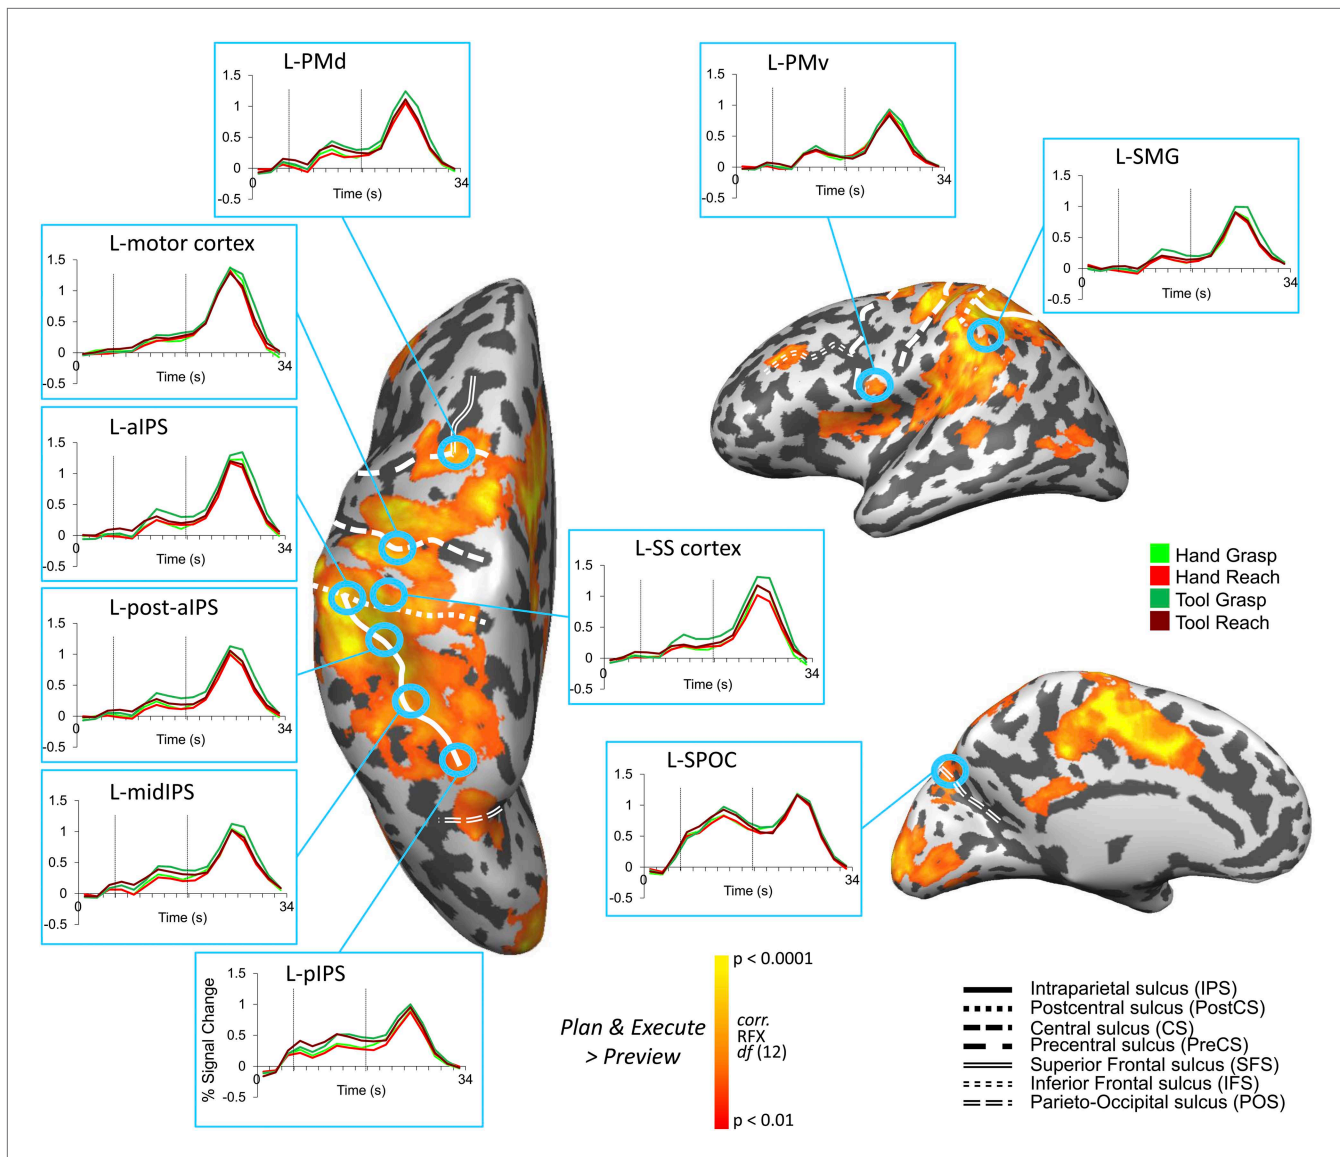 L-PMd
1.5
1
0.5
0
-0.5
0
34
Time (s)
L-PMv
1.5
1
0.5
0
-0.5
0
34
Time (s)
L-SMG
1.5
1
0.5
0
-0.5
0
34
Time (s)
L-motor cortex
1.5
1
0.5
0
-0.5
0
34
Time (s)
L-aIPS
1.5
1
0.5
0
-0.5
0
34
Time (s)
L-post-aIPS
1.5
1
0.5
0
-0.5
0
34
Time (s)
L-midIPS
1.5
1
0.5
0
-0.5
0
34
Time (s)
L-pIPS
% Signal Change
1.5
1
0.5
0
-0.5
0
34
Time (s)
L-SS cortex
1.5
1
0.5
0
-0.5
0
34
Time (s)
L-SPOC
1.5
1
0.5
0
-0.5
0
34
Time (s)
Hand Grasp
Hand Reach
Tool Grasp
Tool Reach
Plan & Execute
> Preview
p < 0.0001
corr.
RFX
df (12)
p < 0.01
Intraparietal sulcus (IPS)
Postcentral sulcus (PostCS)
Central sulcus (CS)
Precentral sulcus (PreCS)
Superior Frontal sulcus (SFS)
Inferior Frontal sulcus (IFS)
Parieto-Occipital sulcus (POS)